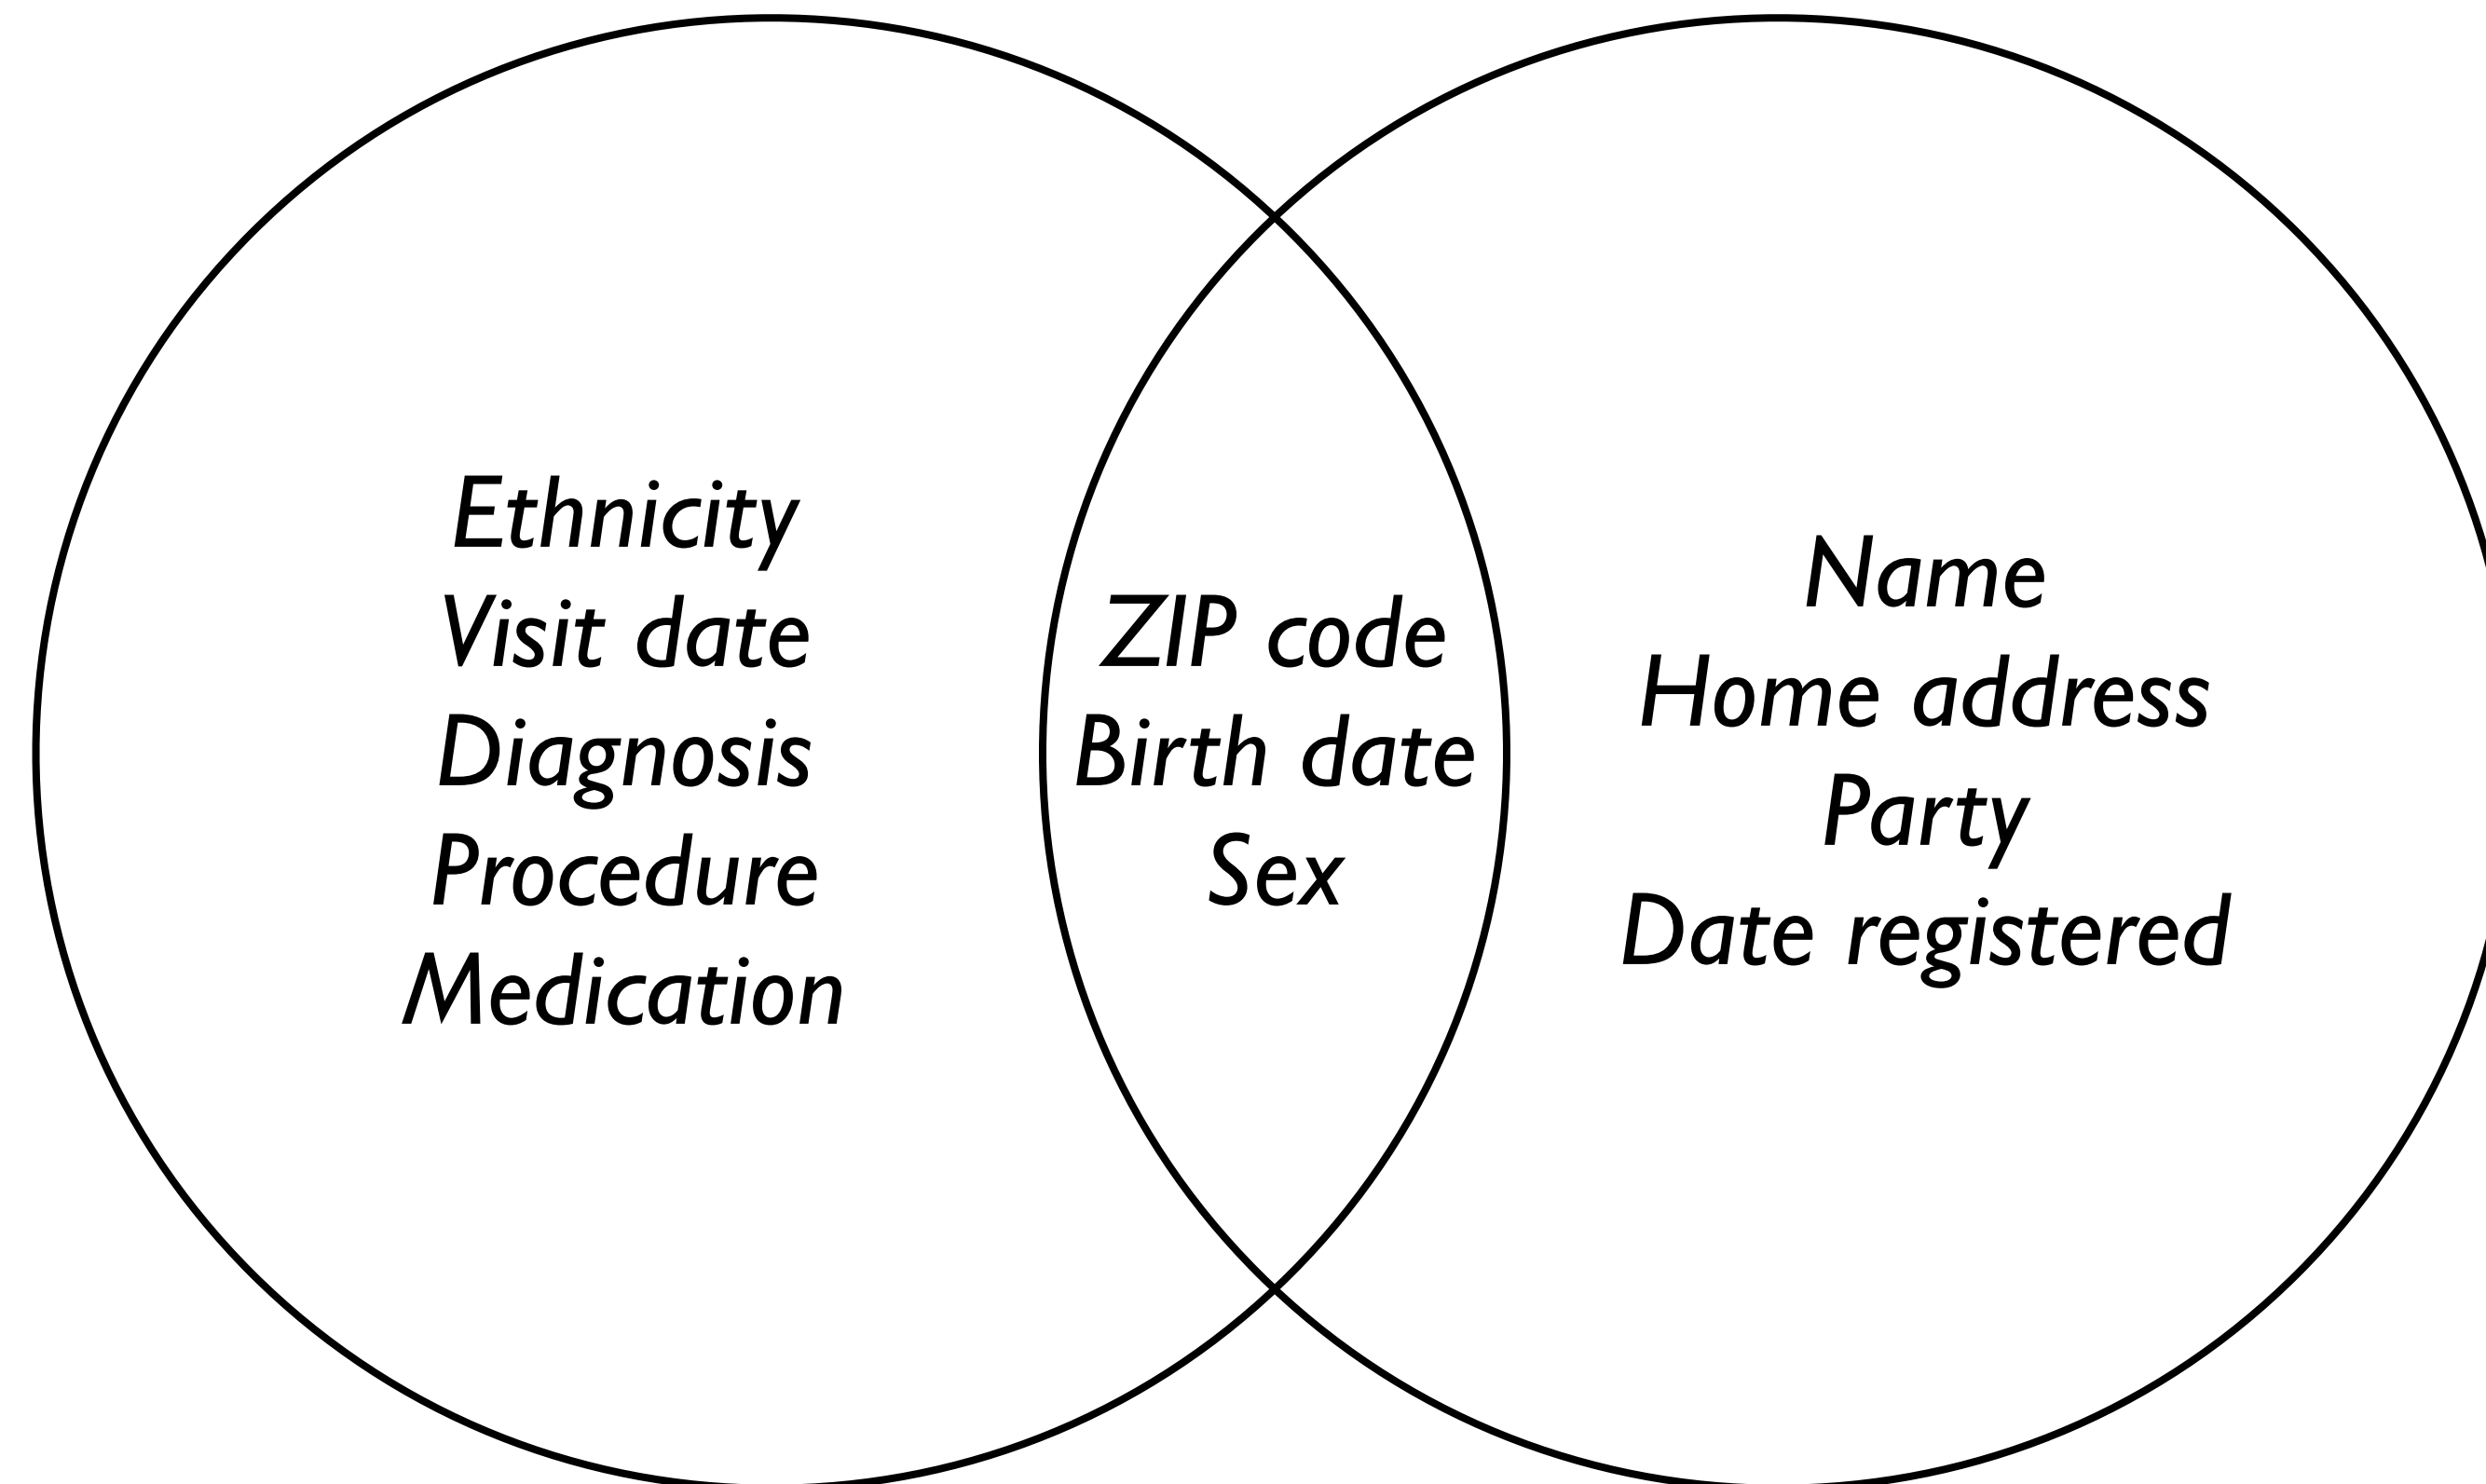 Ethnicity
Visit date
Diagnosis
Procedure
Medication
ZIP code
Birth date
Sex
Name
Home address
Party
Date registered